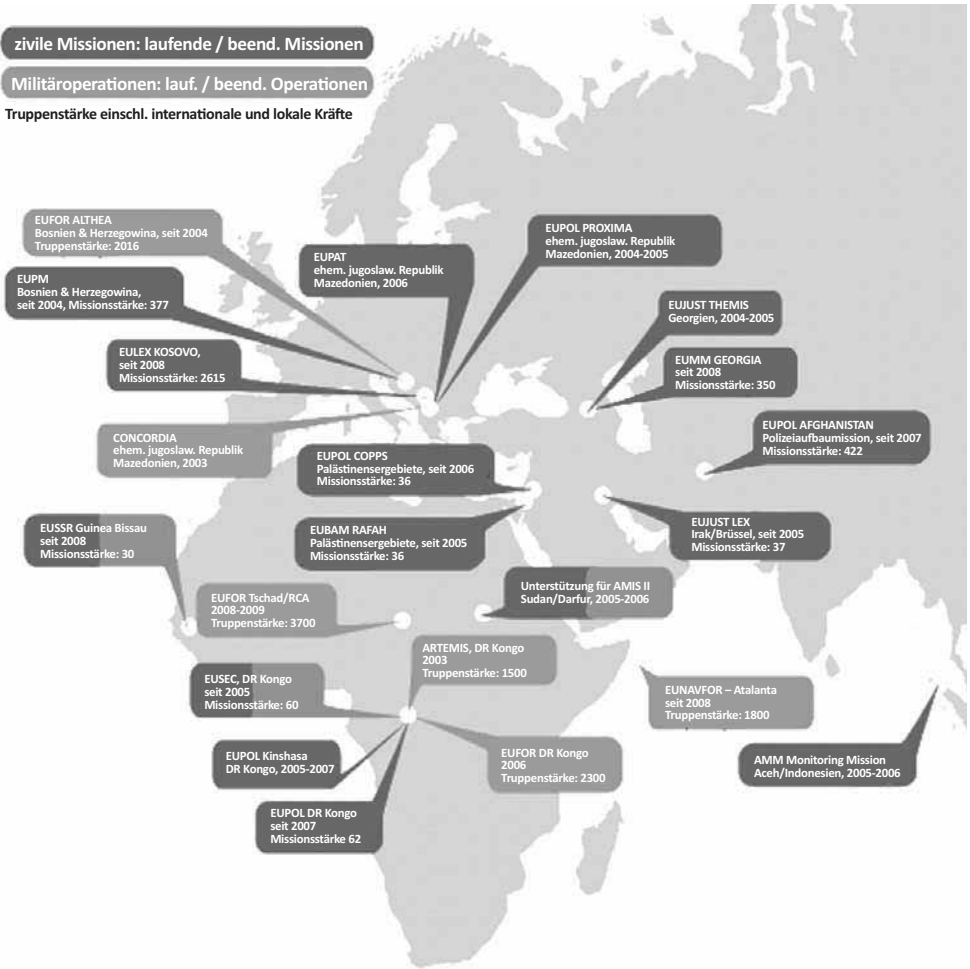 zivile Missionen: laufende / beend. Missionen
Militäroperationen: lauf. / beend. Operationen
Truppenstärke einschl. internationale und lokale Kräfte
EUFOR ALTHEA
Bosnien & Herzegowina, seit 2004
Truppenstärke: 2016
EUPM
Bosnien & Herzegowina,
seit 2004, Missionsstärke: 377
EUPAT
ehem. jugoslaw. Republik
Mazedonien, 2006
EUPOL PROXIMA
ehem. jugoslaw. Republik
Mazedonien, 2004-2005
EULEX KOSOVO,
seit 2008
Missionsstärke: 2615
EUJUST THEMIS
Georgien, 2004-2005
EUMM GEORGIA
seit 2008
Missionsstärke: 350
CONCORDIA
ehem. jugoslaw. Republik
Mazedonien, 2003
EUPOL COPPS
Palästinensergebiete, seit 2006
Missionsstärke: 36
EUPOL AFGHANISTAN
Polizeiaufbaumission, seit 2007
Missionsstärke: 422
EUSSR Guinea Bissau
seit 2008
Missionsstärke: 30
EUBAM RAFAH
Palästinensergebiete, seit 2005
Missionsstärke: 36
EUJUST LEX
Irak/Brüssel, seit 2005
Missionsstärke: 37
EUFOR Tschad/RCA
2008-2009
Truppenstärke: 3700
Unterstützung für AMIS II
Sudan/Darfur, 2005-2006
ARTEMIS, DR Kongo
2003
Truppenstärke: 1500
EUSEC, DR Kongo
seit 2005
Missionsstärke: 60
EUNAVFOR – Atalanta
seit 2008
Truppenstärke: 1800
EUPOL Kinshasa
DR Kongo, 2005-2007
EUFOR DR Kongo
2006
Truppenstärke: 2300
AMM Monitoring Mission
Aceh/Indonesien, 2005-2006
EUPOL DR Kongo
seit 2007
Missionsstärke 62